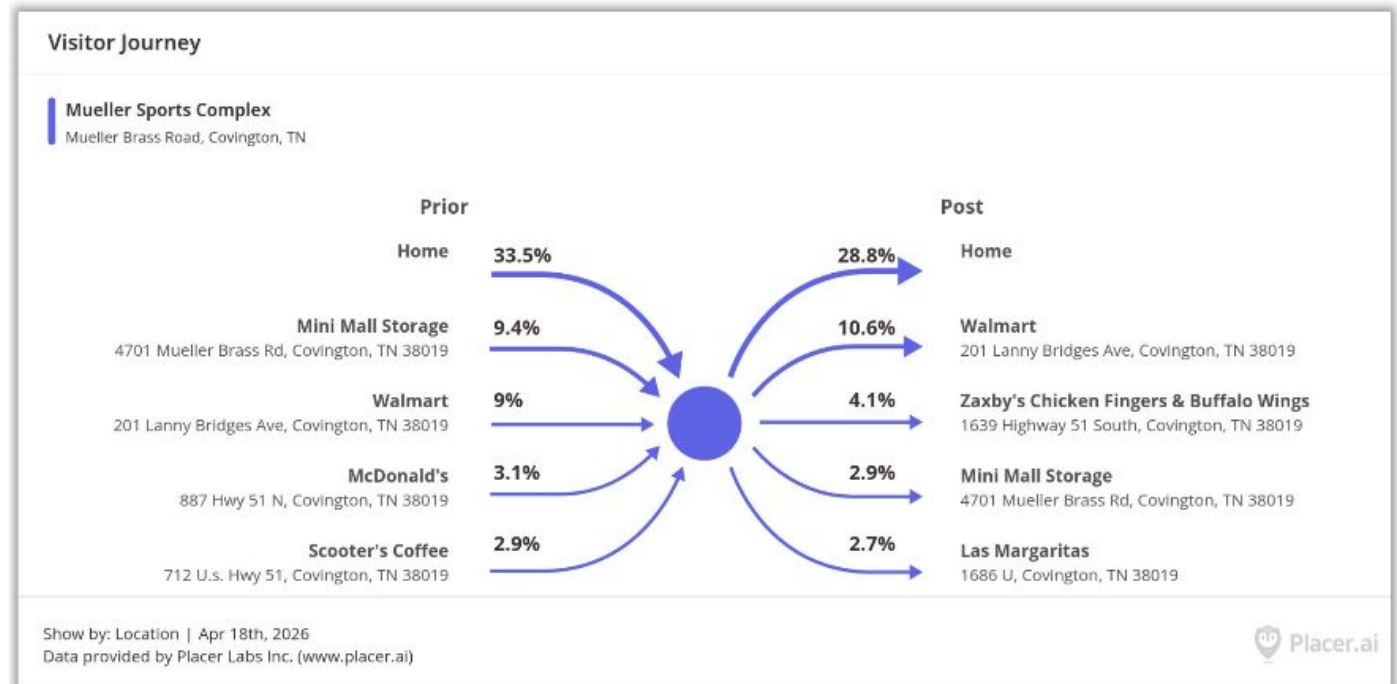 Visitor Journey
Mueller Sports Complex
Mueller Brass Road, Covington, TN
Prior
Home
33.5%
Mini Mall Storage
4701 Mueller Brass Rd, Covington, TN 38019
9.4%
Walmart
201 Lanny Bridges Ave, Covington, TN 38019
9%
McDonald's
887 Hwy 51 N, Covington, TN 38019
3.1%
Scooter's Coffee
712 U.s. Hwy 51, Covington, TN 38019
2.9%
Post
28.8%
Home
10.6%
Walmart
201 Lanny Bridges Ave, Covington, TN 38019
4.1%
Zaxby's Chicken Fingers & Buffalo Wings
1639 Highway 51 South, Covington, TN 38019
2.9%
Mini Mall Storage
4701 Mueller Brass Rd, Covington, TN 38019
2.7%
Las Margaritas
1686 U, Covington, TN 38019
Show by: Location | Apr 18th, 2026
Data provided by Placer Labs Inc. (www.placer.ai)
Placer.ai